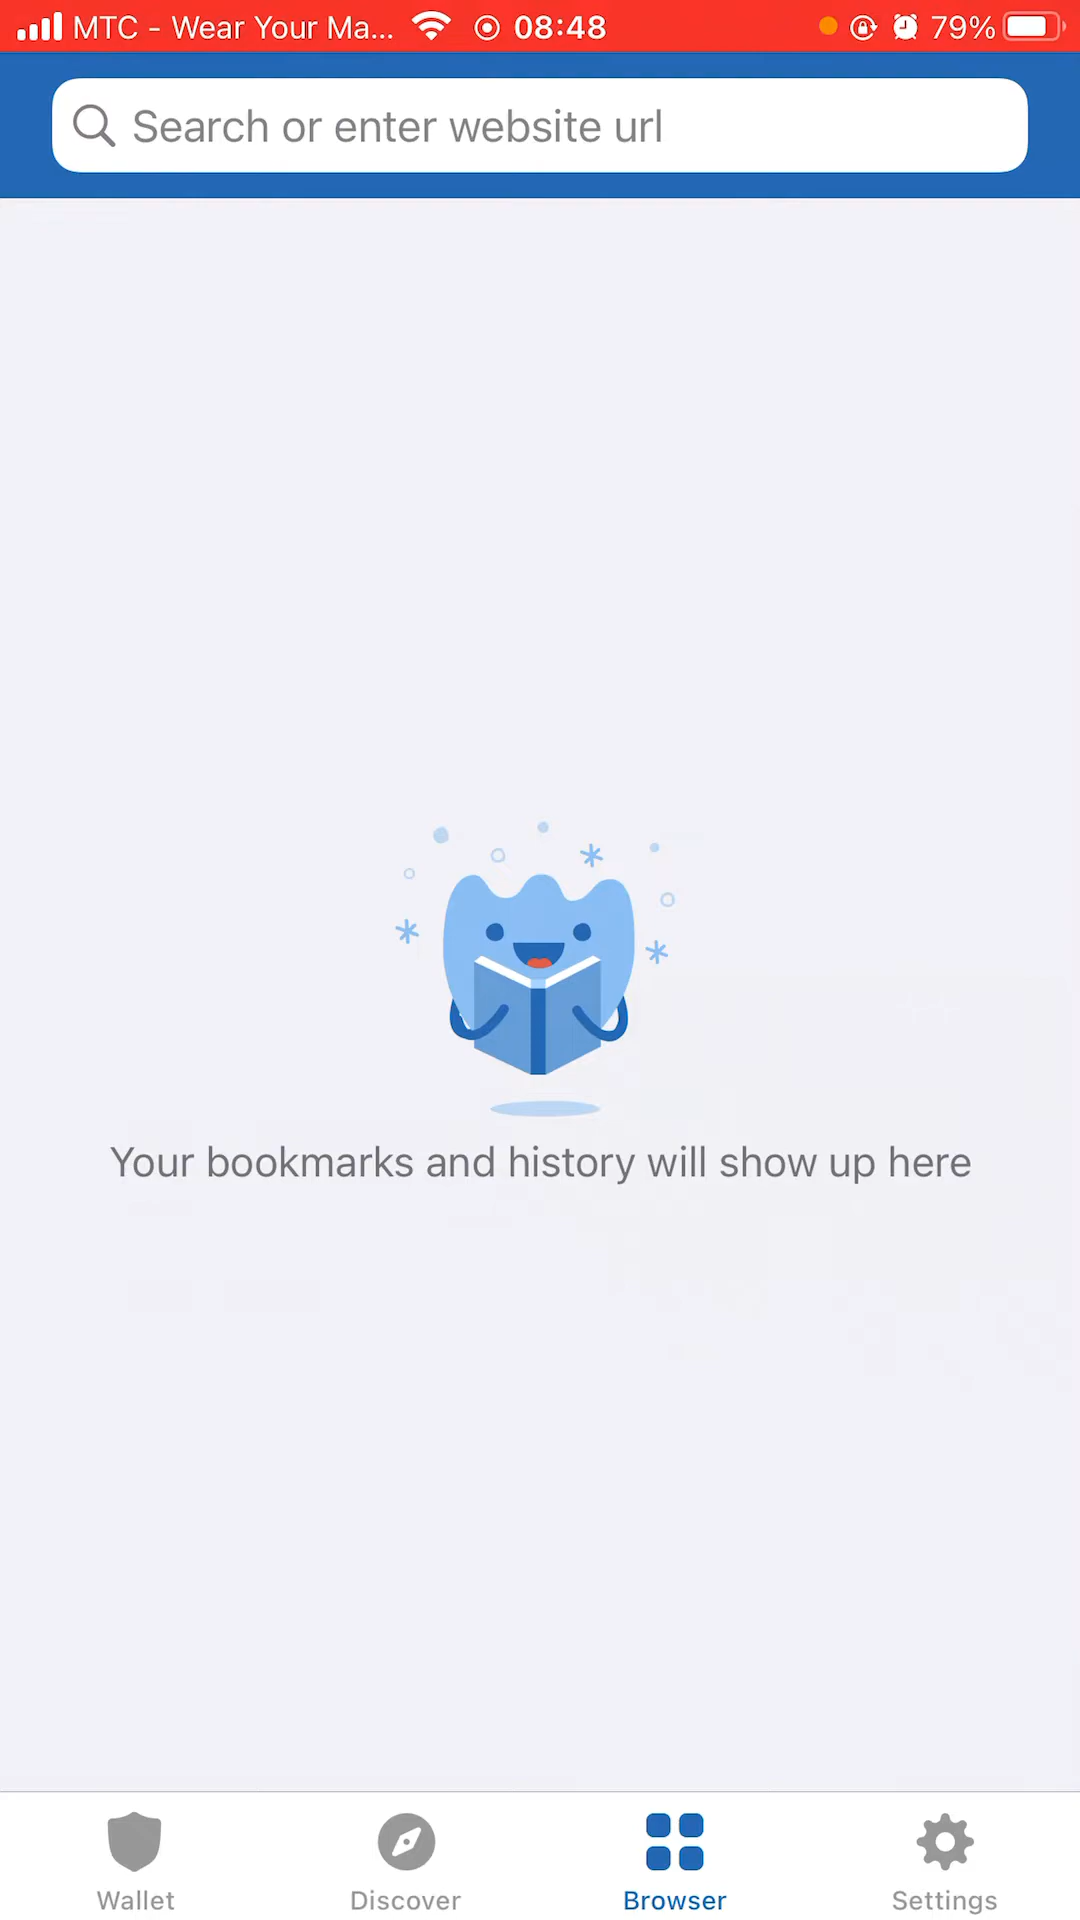 MTC - Wear Your Ma... 08:48 79%
Search or enter website url
Your bookmarks and history will show up here
Wallet Discover Browser Settings